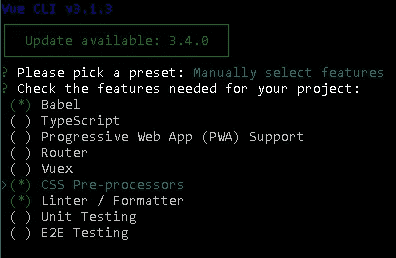 Vue CLI v3.1.3
Update available: 3.4.0
? Please pick a preset: Manually select features
? Check the features needed for your project:
(*) Babel
( ) TypeScript
( ) Progressive Web App (PWA) Support
( ) Router
( ) Vuex
>(*) CSS Pre-processors
(*) Linter / Formatter
( ) Unit Testing
( ) E2E Testing